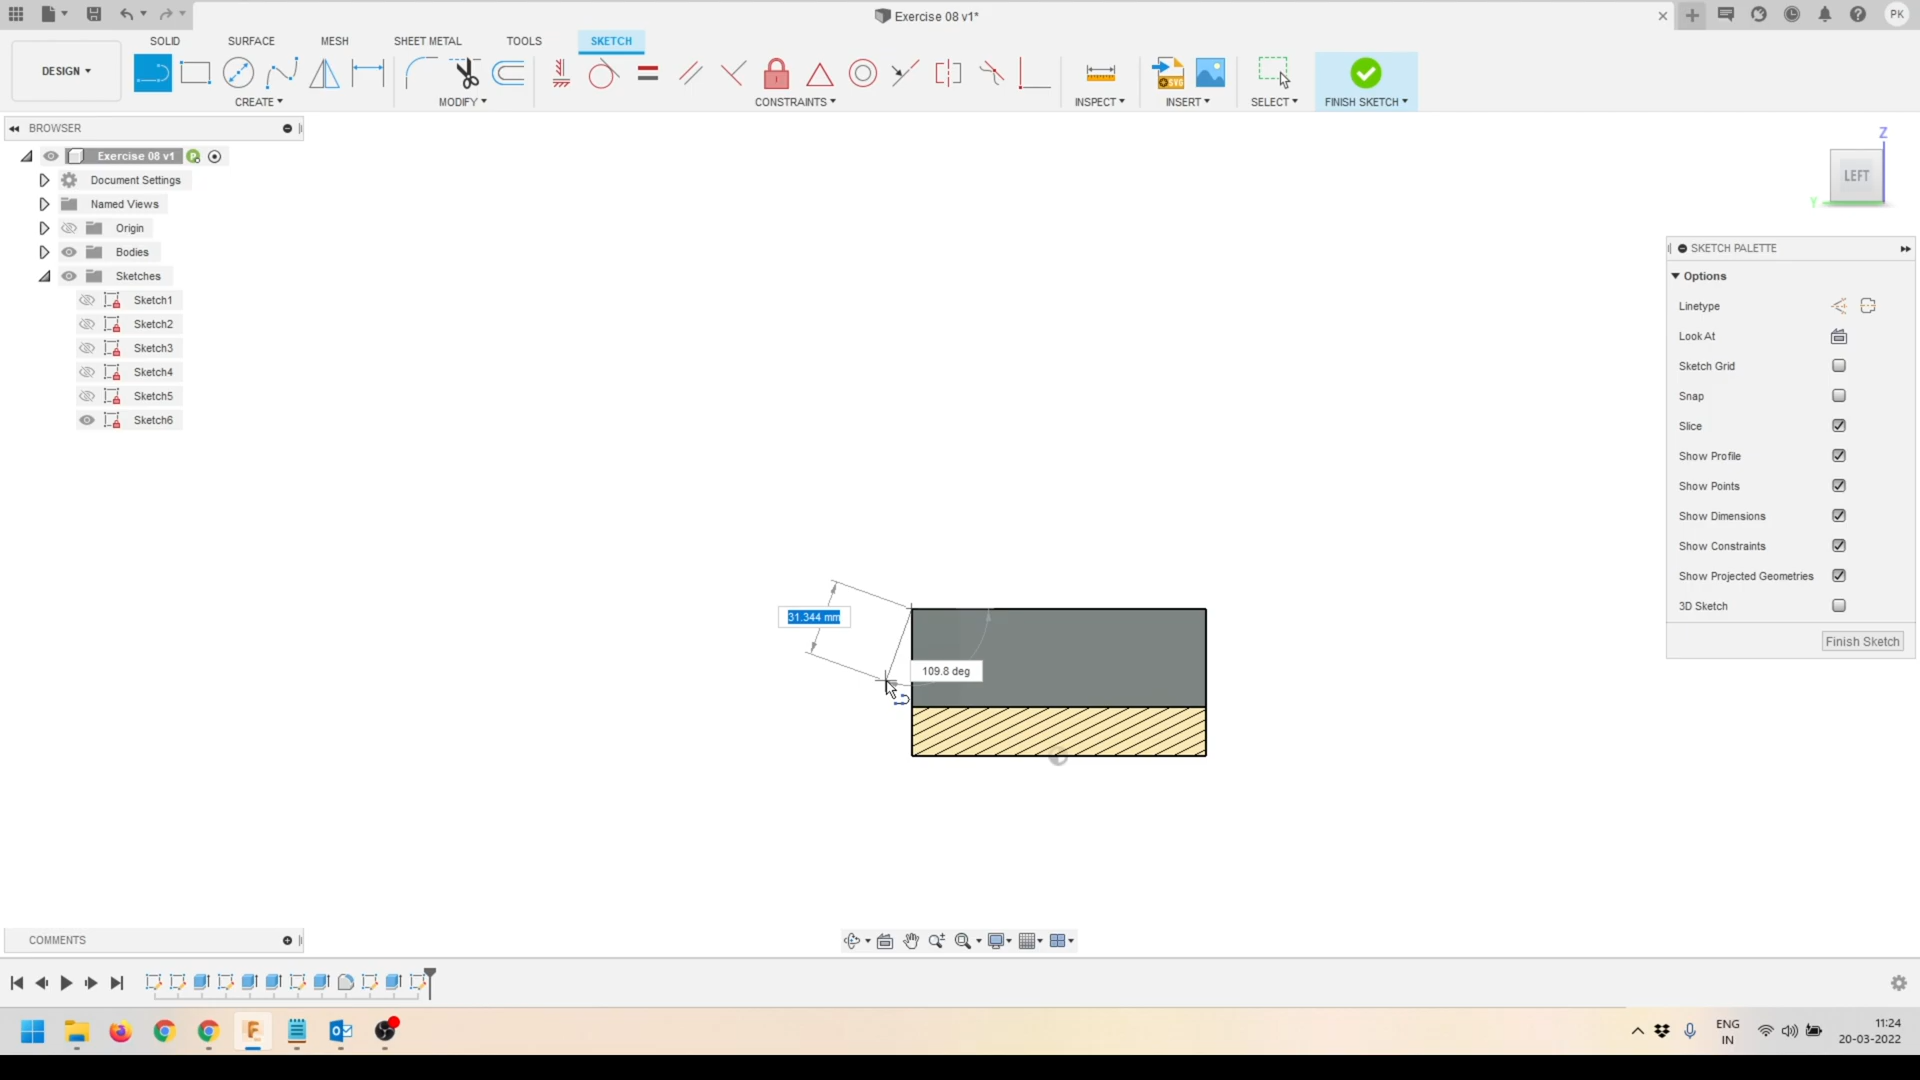 Exercise 08 v1*
PK
DESIGN
SOLID
SURFACE
MESH
SHEET METAL
TOOLS
SKETCH
CREATE
MODIFY
CONSTRAINTS
INSPECT
INSERT
SELECT
FINISH SKETCH
BROWSER
Exercise 08 v1
Document Settings
Named Views
Origin
Bodies
Sketches
Sketch1
Sketch2
Sketch3
Sketch4
Sketch5
Sketch6
Z
LEFT
Y
SKETCH PALETTE
Options
Linetype
Look At
Sketch Grid
Snap
Slice
Show Profile
Show Points
Show Dimensions
Show Constraints
Show Projected Geometries
3D Sketch
Finish Sketch
31.344 mm
109.8 deg
COMMENTS
ENG
IN
11:24
20-03-2022